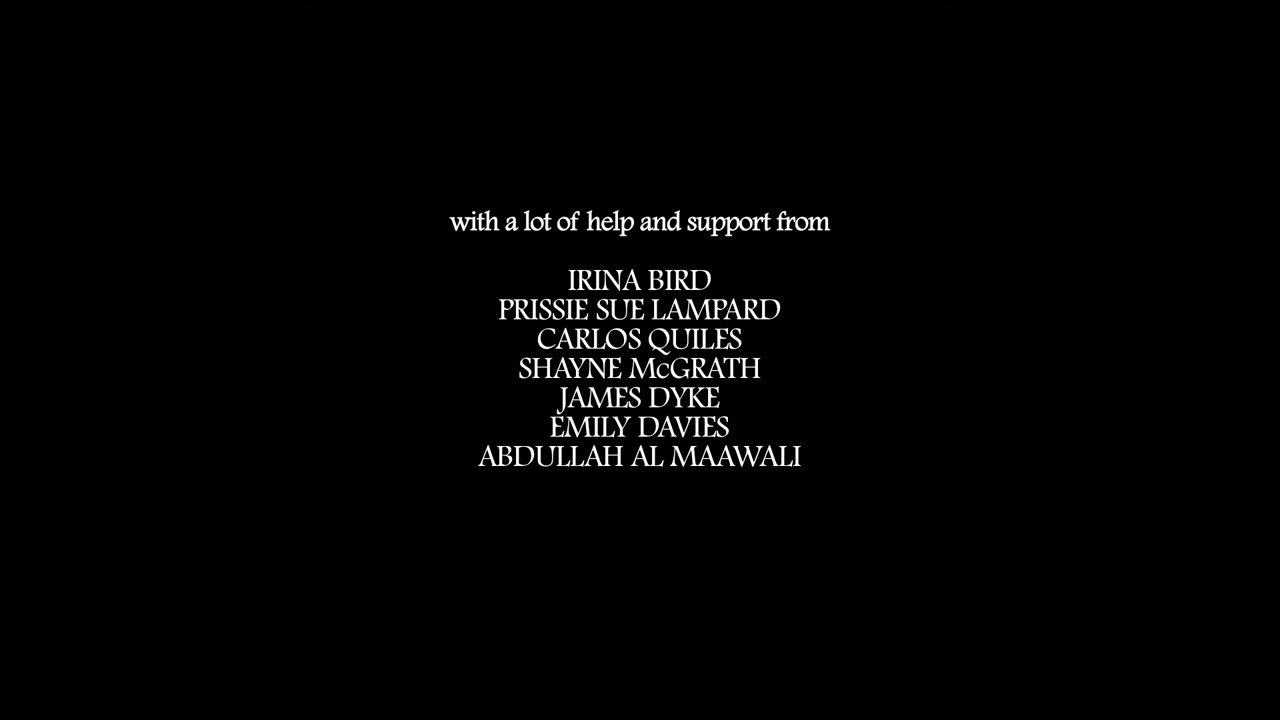 with a lot of help and support from
IRINA BIRD
PRISSIE SUE LAMPARD
CARLOS QUILES
SHAYNE McGRATH
JAMES DYKE
EMILY DAVIES
ABDULLAH AL MAAWALI